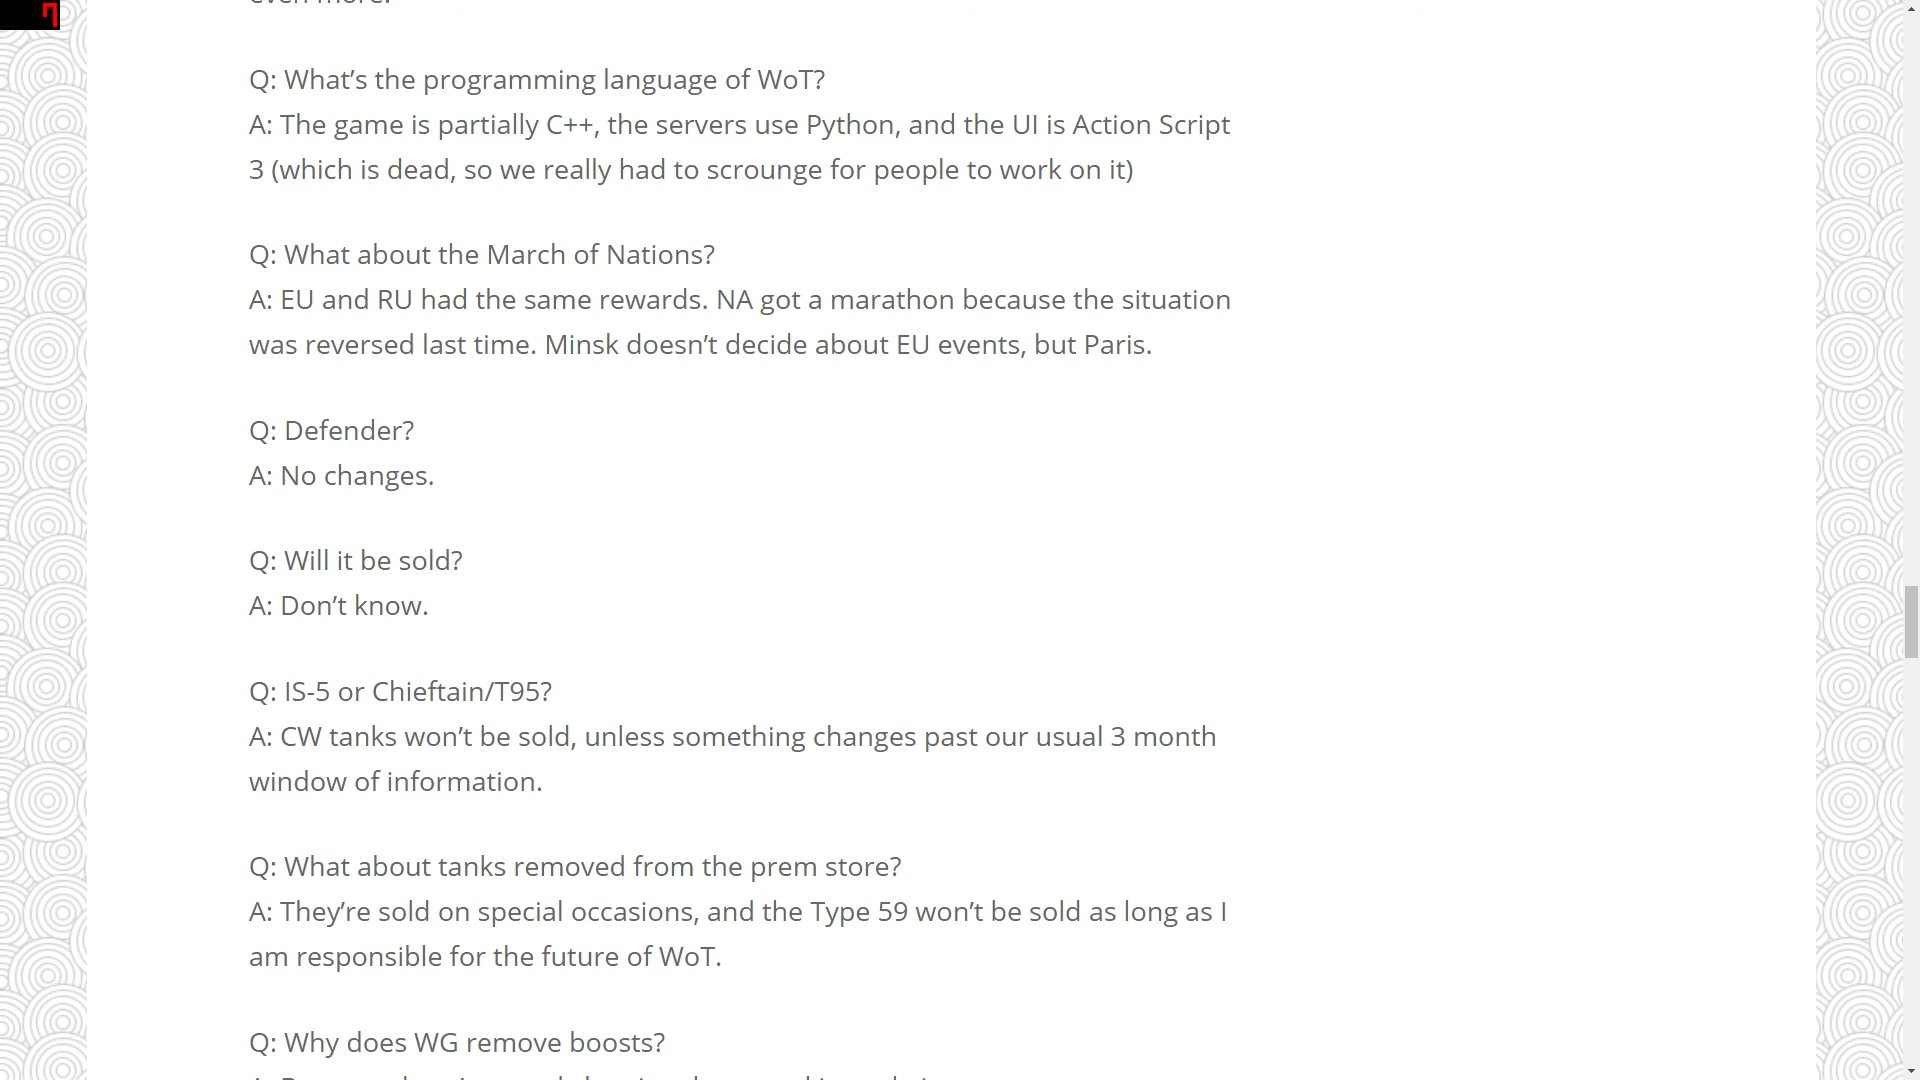 Q: What’s the programming language of WoT?
A: The game is partially C++, the servers use Python, and the UI is Action Script
3 (which is dead, so we really had to scrounge for people to work on it)
Q: What about the March of Nations?
A: EU and RU had the same rewards. NA got a marathon because the situation
was reversed last time. Minsk doesn’t decide about EU events, but Paris.
Q: Defender?
A: No changes.
Q: Will it be sold?
A: Don’t know.
Q: IS-5 or Chieftain/T95?
A: CW tanks won’t be sold, unless something changes past our usual 3 month
window of information.
Q: What about tanks removed from the prem store?
A: They’re sold on special occasions, and the Type 59 won’t be sold as long as I
am responsible for the future of WoT.
Q: Why does WG remove boosts?